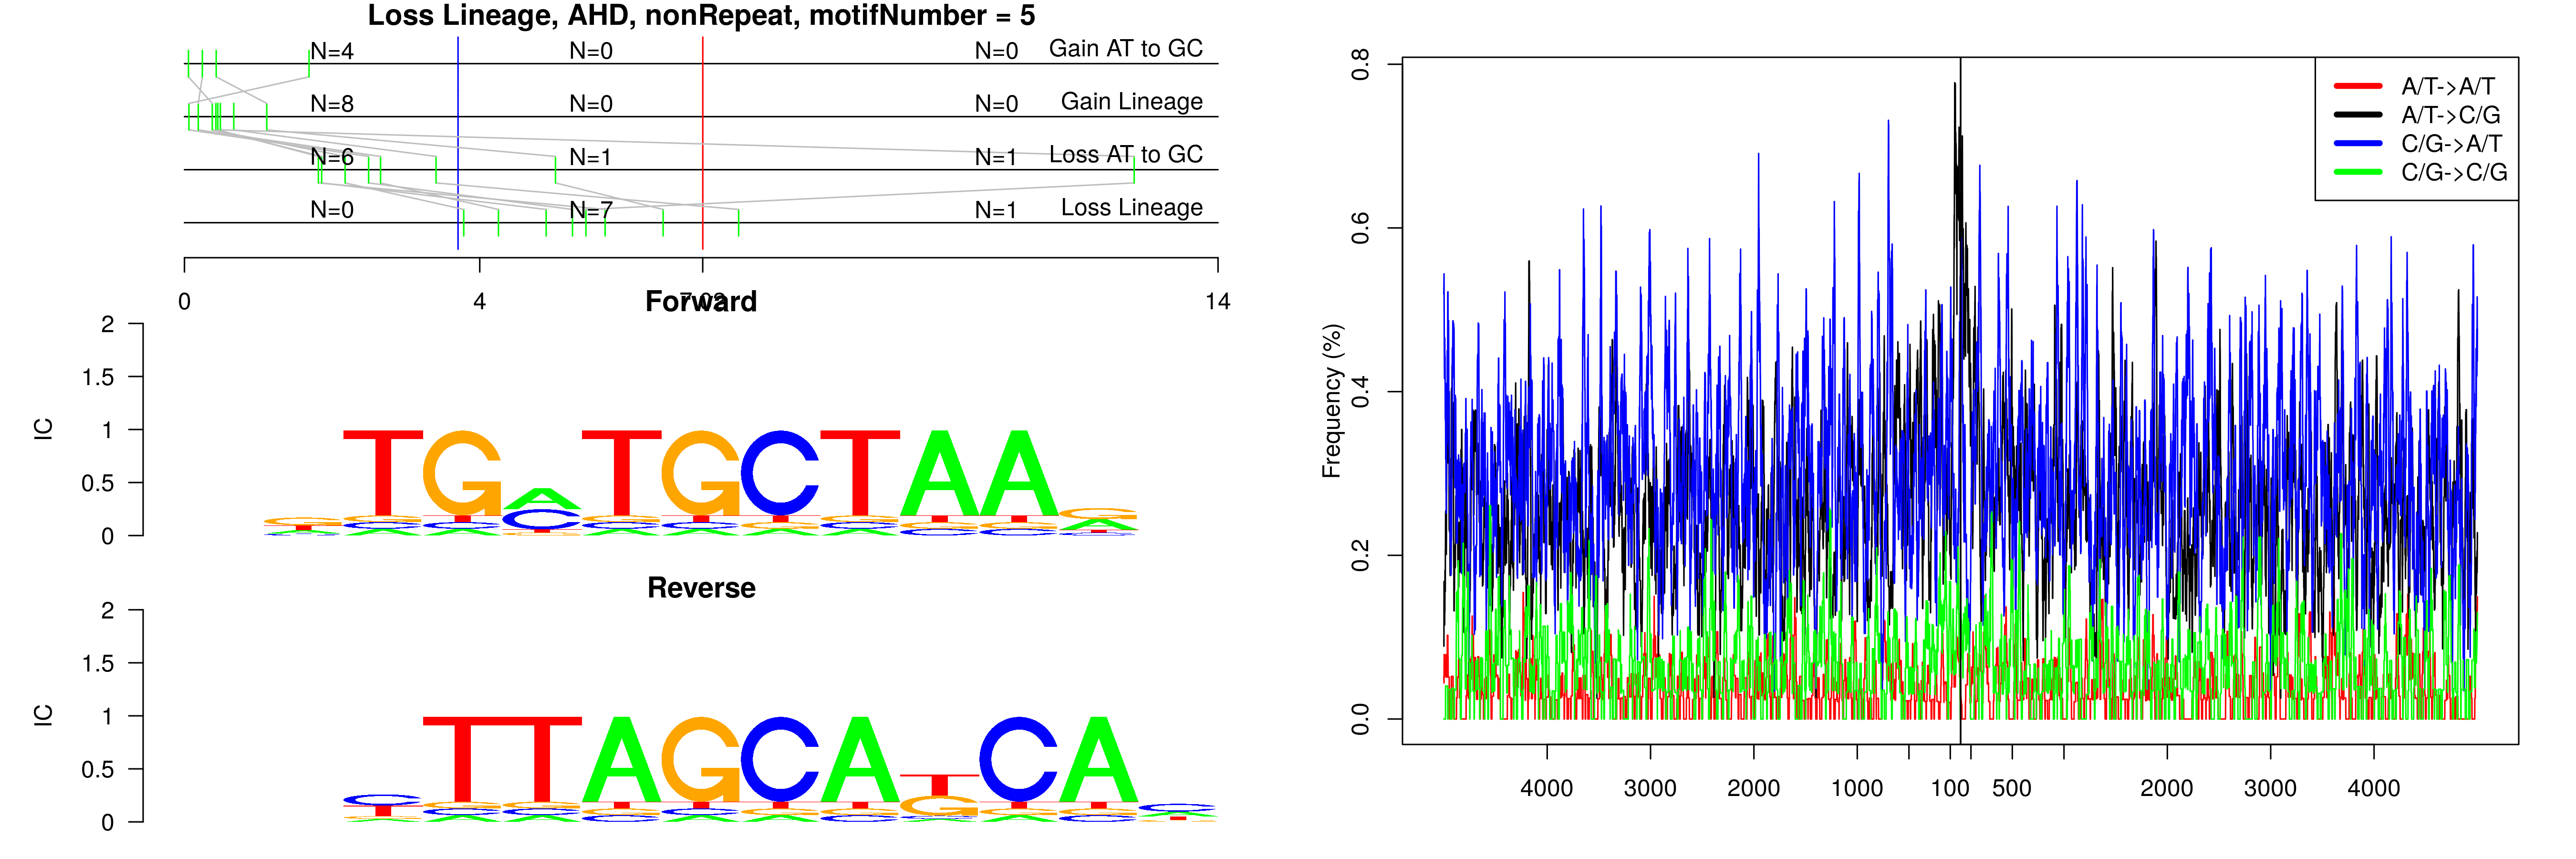 Loss Lineage, AHD, nonRepeat, motifNumber = 5
N=4 N=0 N=0 Gain AT to GC
N=8 N=0 N=0 Gain Lineage
N=6 N=1 N=1 Loss AT to GC
N=0 N=7 N=1 Loss Lineage
0 4 14
Forward
2
1.5
1
0.5
0
IC
TGATGCTAA
Reverse
2
1.5
1
0.5
0
IC
TTAGCATCA
0.8
0.6
0.4
0.2
0.0
Frequency (%)
A/T->A/T
A/T->C/G
C/G->A/T
C/G->C/G
4000 3000 2000 1000 100 500 2000 3000 4000